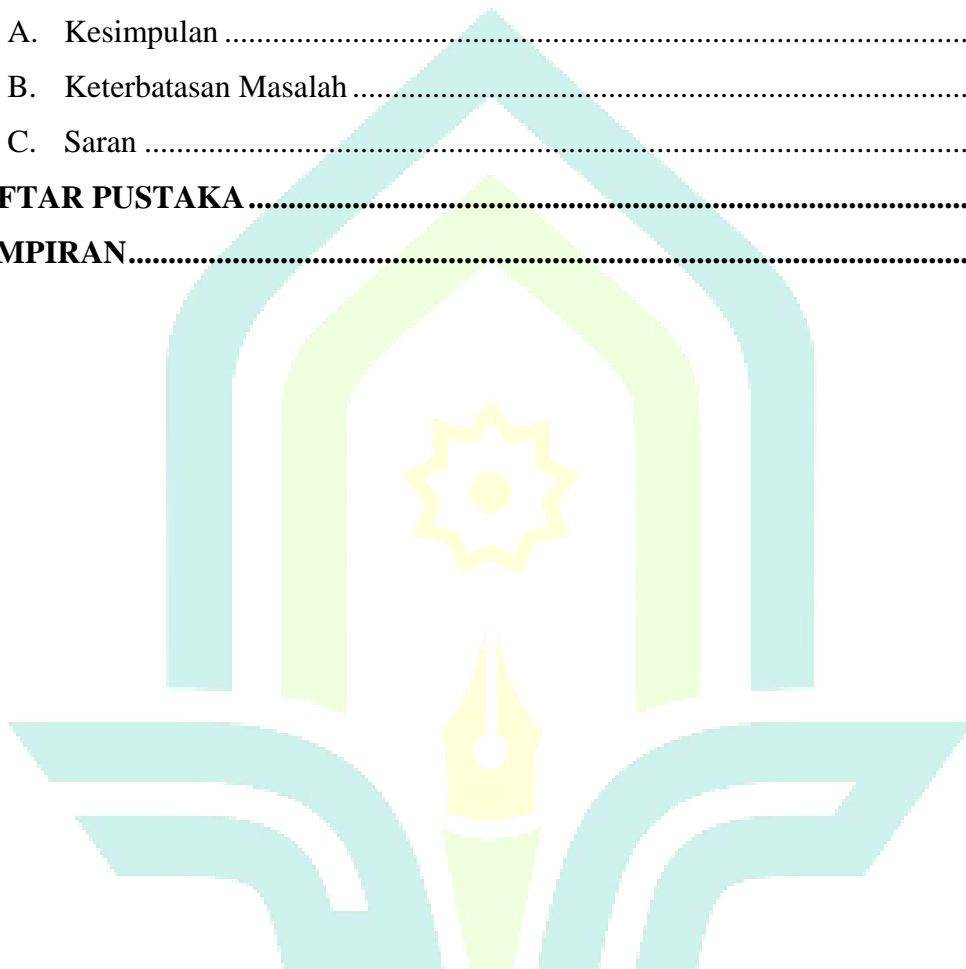 A. Kesimpulan ........................................................................................................
B. Keterbatasan Masalah ........................................................................................
C. Saran ..................................................................................................................
FTAR PUSTAKA ..............................................................................................
MPIRAN............................................................................................................